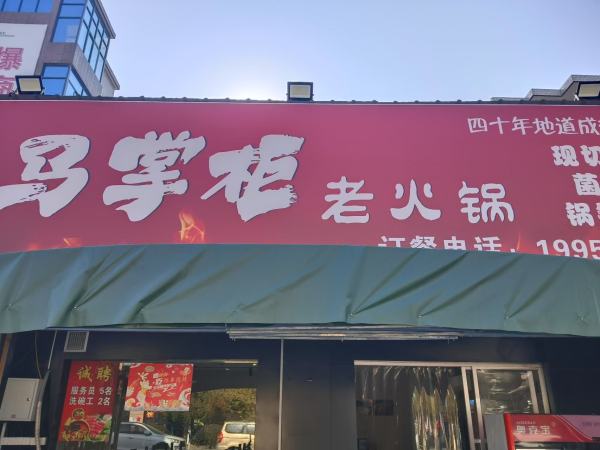 爆
马掌柜 老火锅
四十年地道成
现切
菌
锅
订餐电话：1995
诚聘
服务员 5名
洗碗工 2名